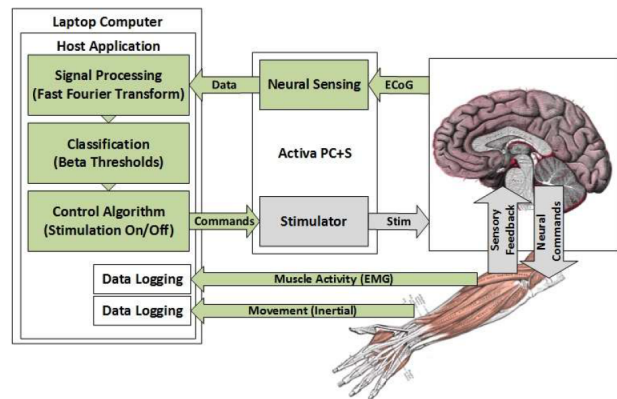 Laptop Computer
Host Application
Signal Processing
(Fast Fourier Transform)
Data
Neural Sensing
ECoG
Classification
(Beta Thresholds)
Activa PC+S
Control Algorithm
(Stimulation On/Off)
Commands
Stimulator
Stim
Sensory
Feedback
Neural
Commands
Data Logging
Muscle Activity (EMG)
Data Logging
Movement (Inertial)